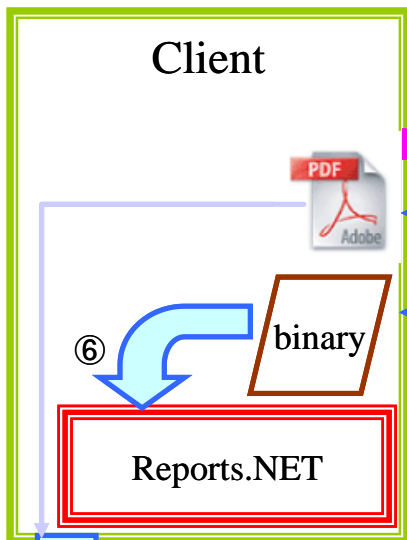 Client
PDF
Adobe
binary
⑥
Reports.NET